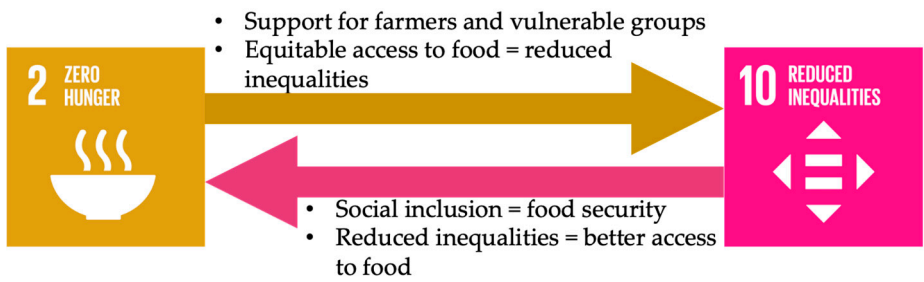 • Support for farmers and vulnerable groups
• Equitable access to food = reduced
inequalities
2 ZERO
HUNGER
10 REDUCED
INEQUALITIES
• Social inclusion = food security
• Reduced inequalities = better access
to food